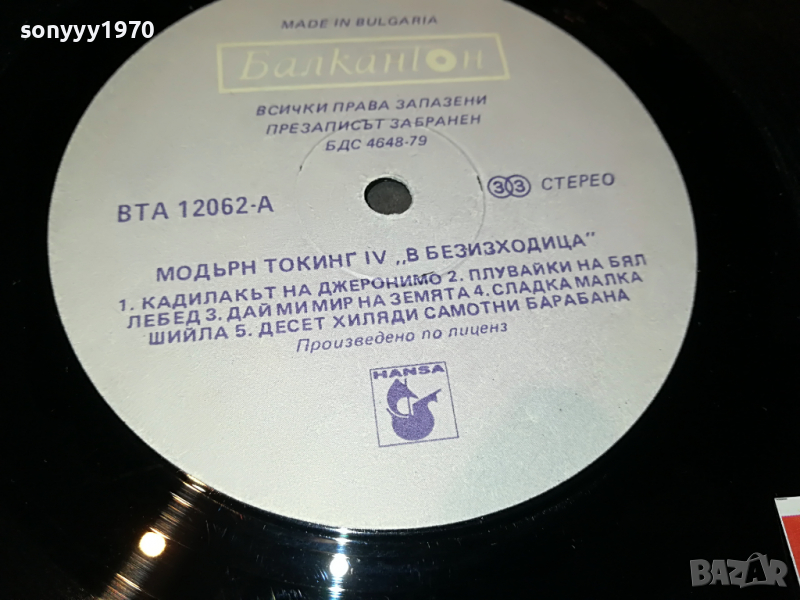 sonyyy1970
MADE IN BULGARIA
Балкантон
ВСИЧКИ ПРАВА ЗАПАЗЕНИ
ПРЕЗАПИСЪТ ЗАБРАНЕН
БДС 4648-79
ВТА 12062-А
33 СТЕРЕО
МОДЪРН ТОКИНГ IV „В БЕЗИЗХОДИЦА"
1. КАДИЛАКЪТ НА ДЖЕРОНИМО 2. ПЛУВАЙКИ НА БЯЛ
ЛЕБЕД 3. ДАЙ МИ МИР НА ЗЕМЯТА 4. СЛАДКА МАЛКА
ШИЙЛА 5. ДЕСЕТ ХИЛЯДИ САМОТНИ БАРАБАНА
Произведено по лиценз
HANSA
BAZAR